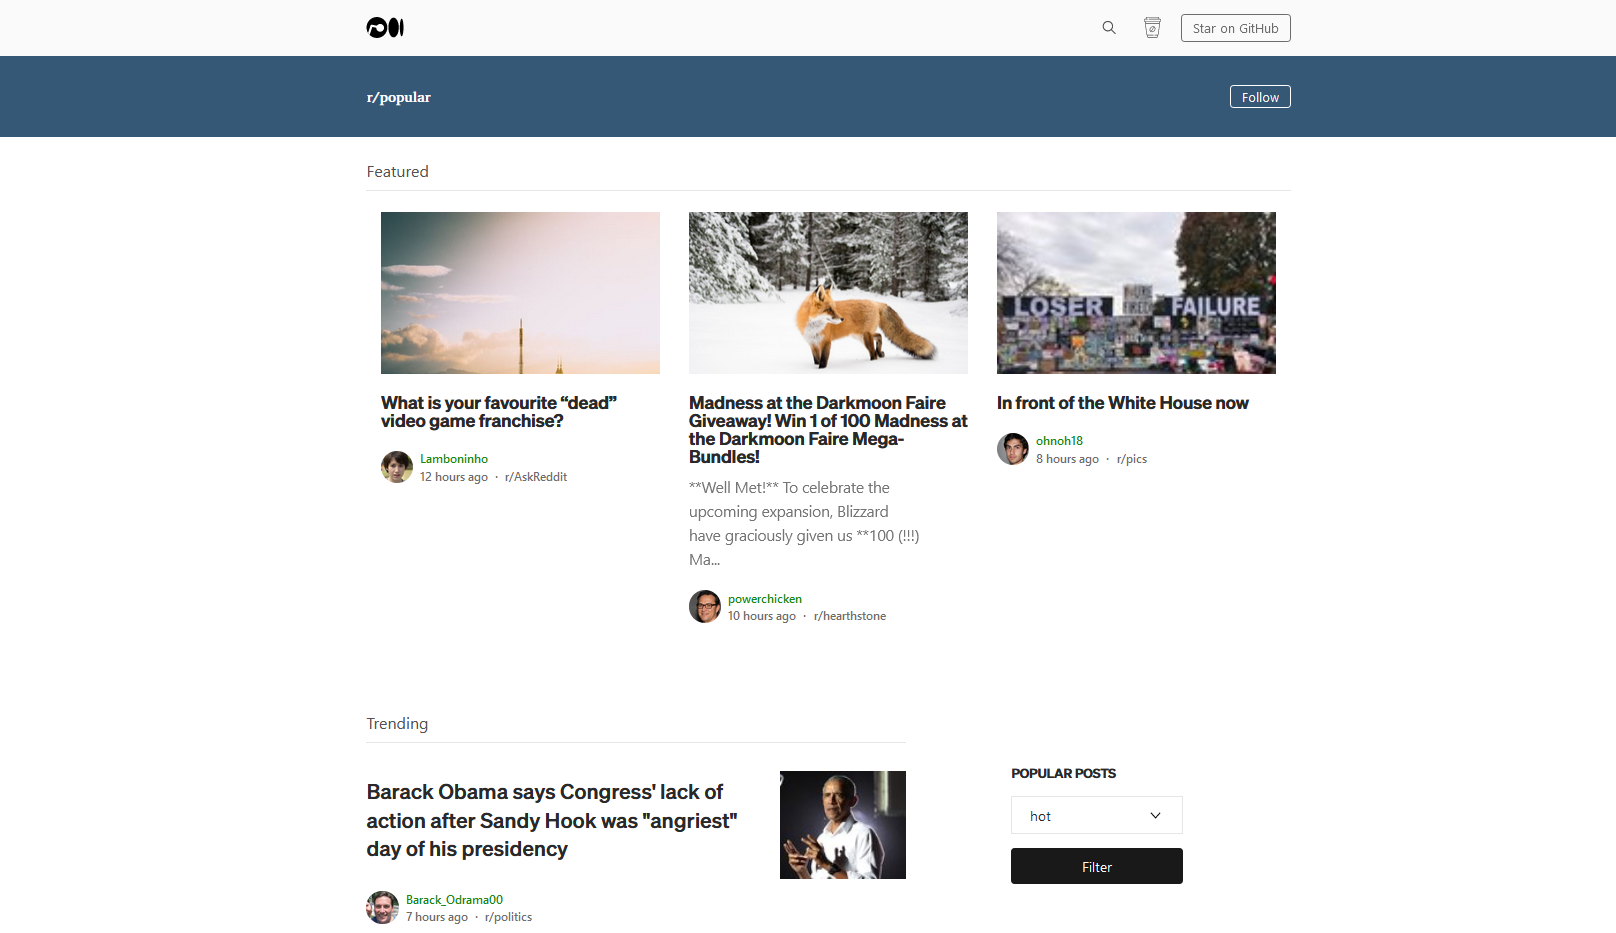 Star on GitHub
r/popular
Follow
Featured
LOSER
FAILURE
What is your favourite “dead”
video game franchise?
Lamboninho
12 hours ago · r/AskReddit
Madness at the Darkmoon Faire
Giveaway! Win 1 of 100 Madness at
the Darkmoon Faire Mega-
Bundles!
**Well Met!** To celebrate the
upcoming expansion, Blizzard
have graciously given us **100 (!!!)
Ma...
powerchicken
10 hours ago · r/hearthstone
In front of the White House now
ohnoh18
8 hours ago · r/pics
Trending
Barack Obama says Congress' lack of
action after Sandy Hook was "angriest"
day of his presidency
Barack_Odrama00
7 hours ago · r/politics
POPULAR POSTS
hot
Filter